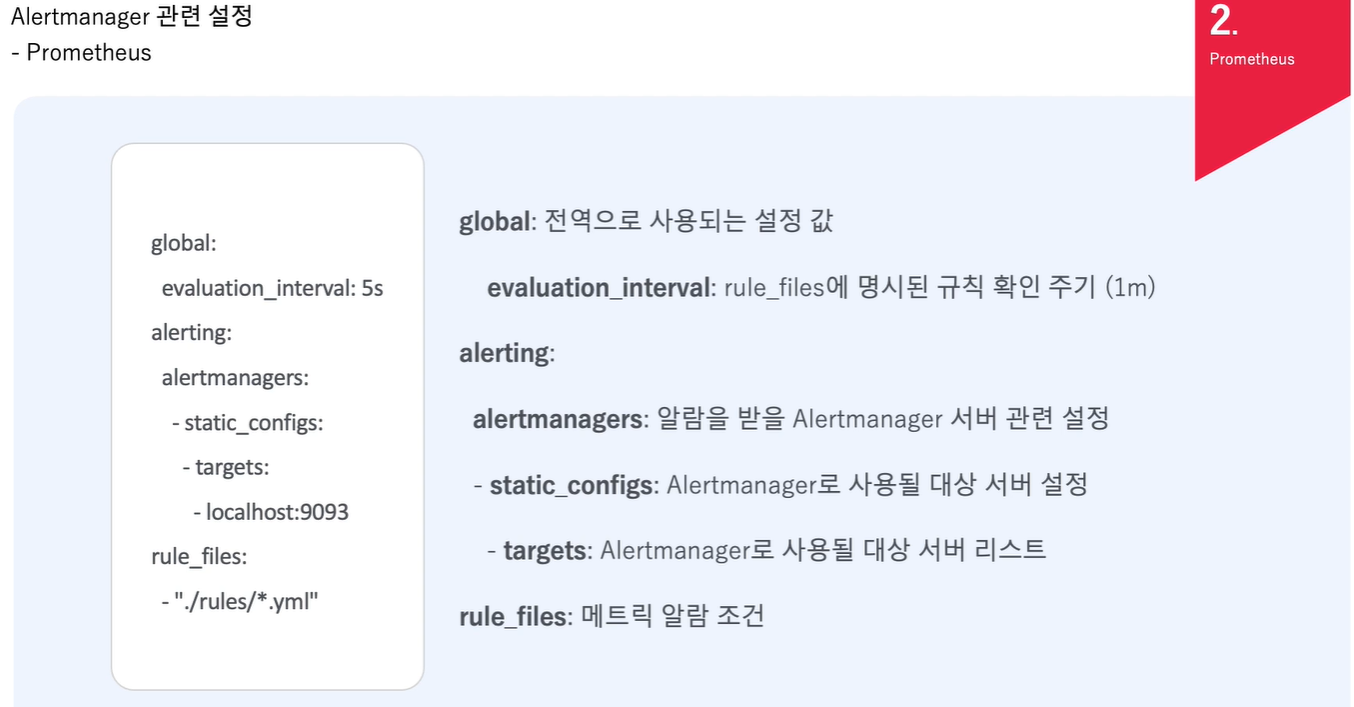 Alertmanager 관련 설정
- Prometheus
2.
Prometheus
global:
evaluation_interval: 5s
alerting:
alertmanagers:
- static_configs:
- targets:
- localhost:9093
rule_files:
- "./rules/*.yml"
global: 전역으로 사용되는 설정 값
evaluation_interval: rule_files에 명시된 규칙 확인 주기 (1m)
alerting:
alertmanagers: 알람을 받을 Alertmanager 서버 관련 설정
- static_configs: Alertmanager로 사용될 대상 서버 설정
- targets: Alertmanager로 사용될 대상 서버 리스트
rule_files: 메트릭 알람 조건